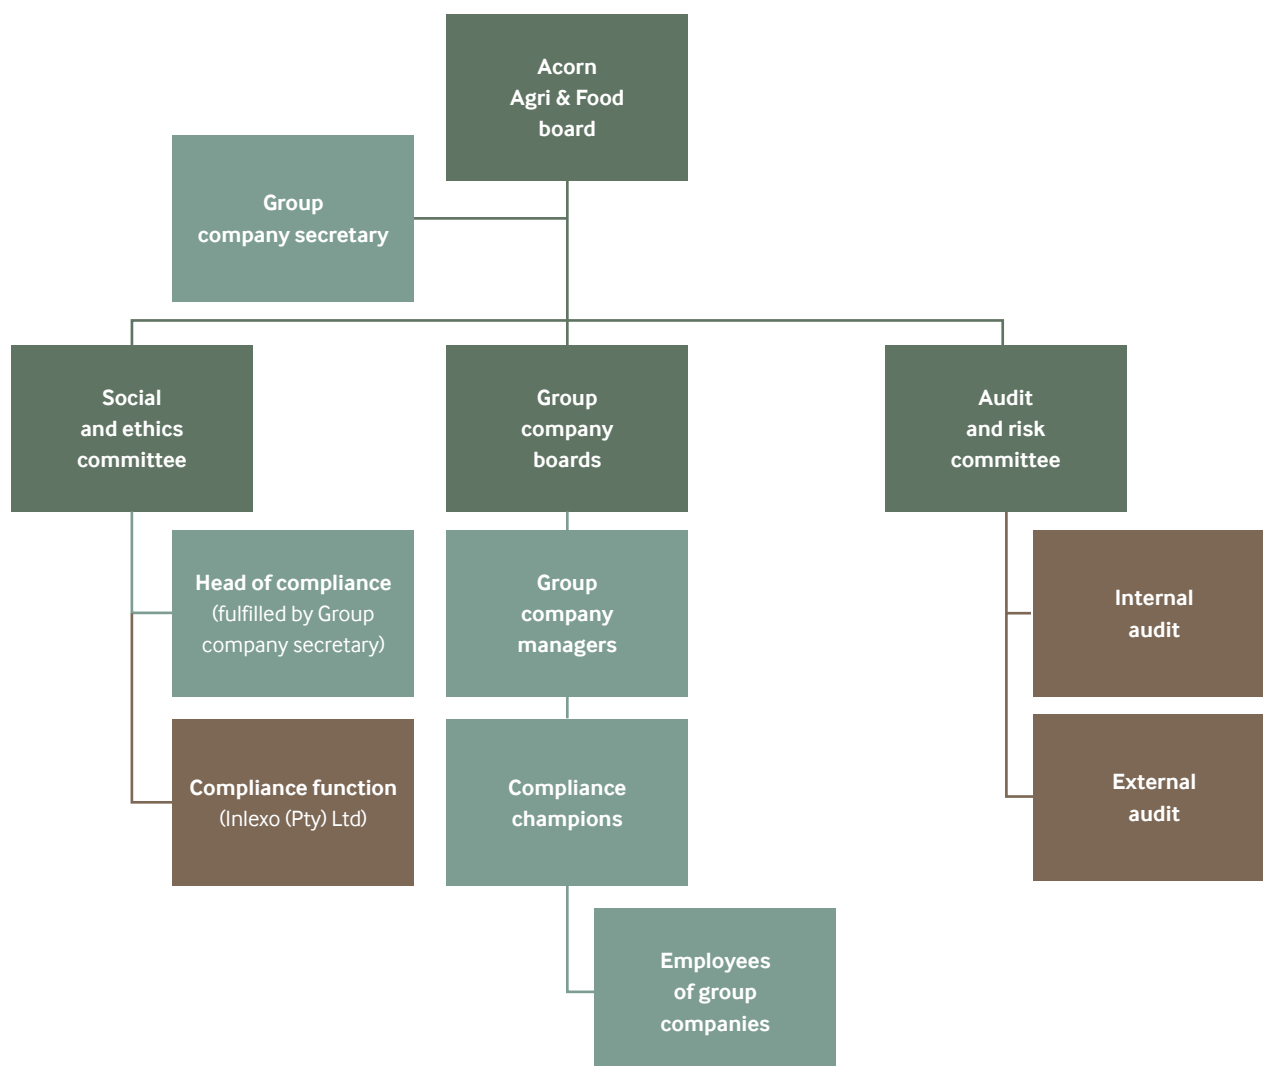 Acorn
Agri & Food
board
Group
company secretary
Social
and ethics
committee
Group
company
boards
Audit
and risk
committee
Head of compliance
(fulfilled by Group
company secretary)
Group
company
managers
Internal
audit
Compliance function
(Inlexo (Pty) Ltd)
Compliance
champions
External
audit
Employees
of group
companies